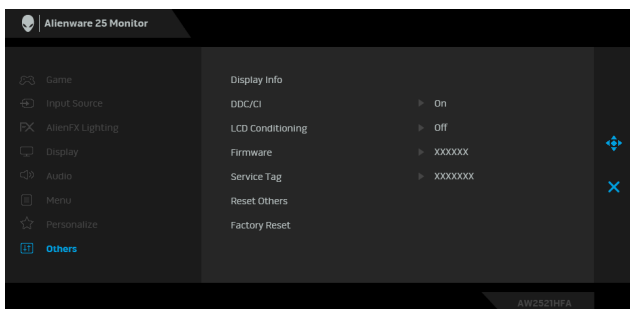 Alienware 25 Monitor
Game
Input Source
AlienFX Lighting
Display
Audio
Menu
Personalize
Others
Display Info
DDC/CI On
LCD Conditioning Off
Firmware XXXXXX
Service Tag XXXXXXX
Reset Others
Factory Reset
AW2521HFA